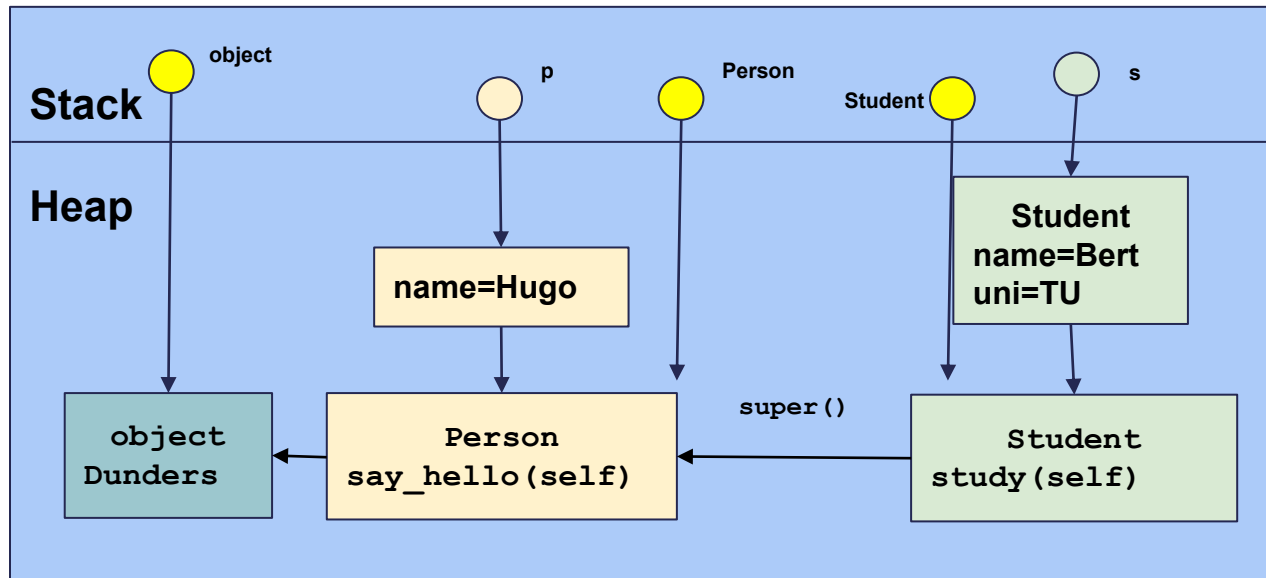 object
p
Person
Student
s
Stack
Heap
Student
name=Bert
uni=TU
name=Hugo
super()
object
Dunders
Person
say_hello(self)
Student
study(self)